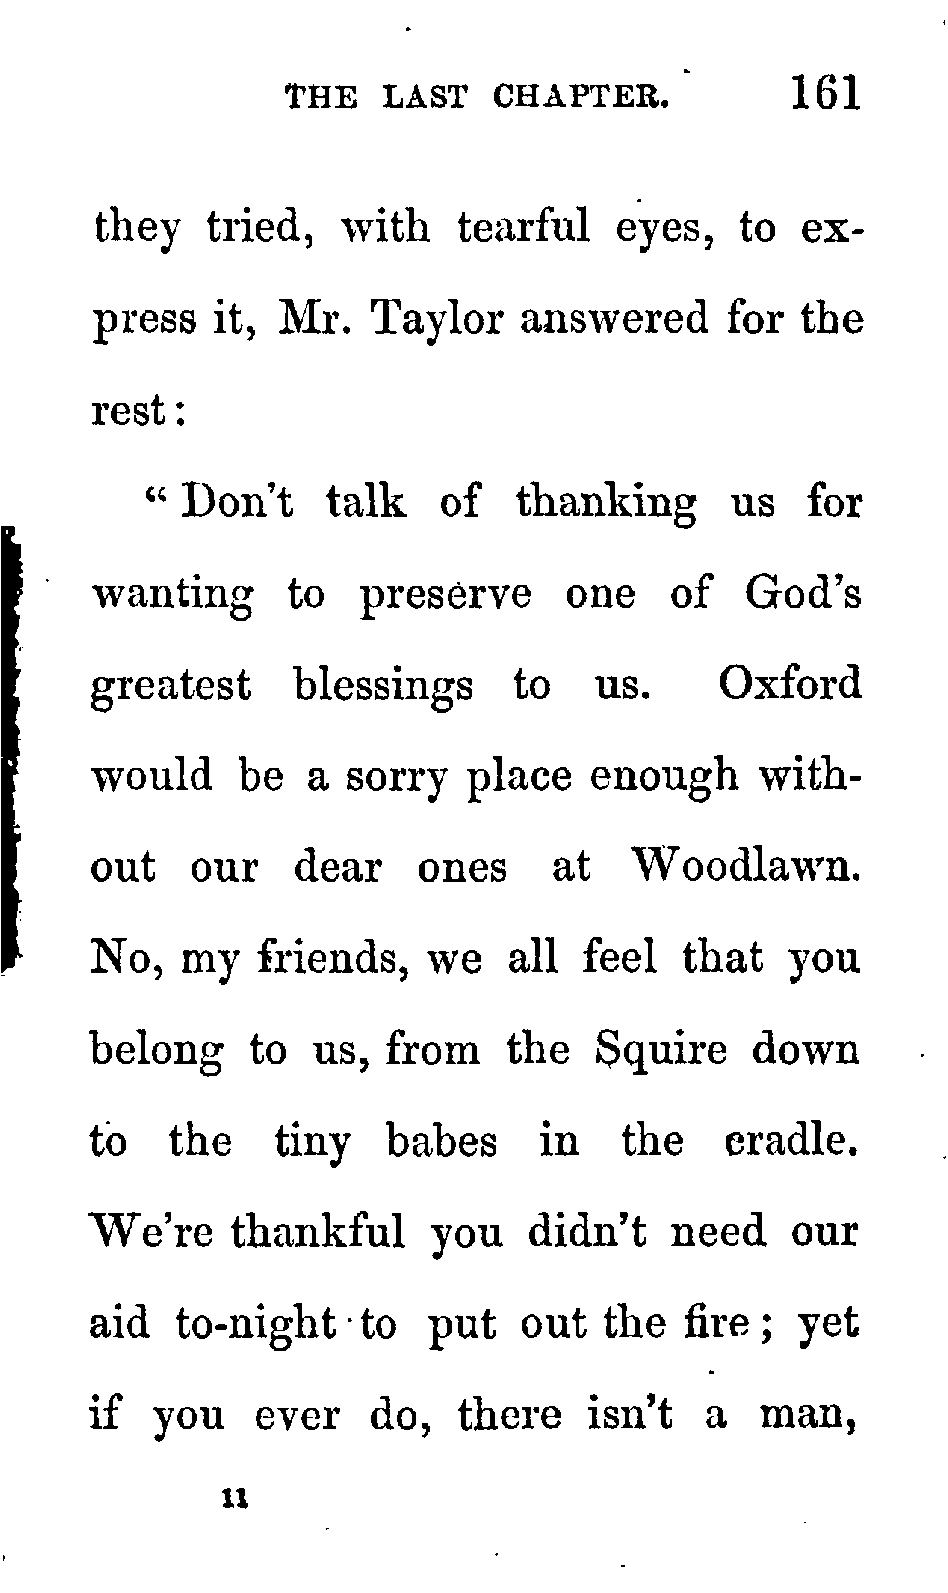 THE LAST CHAPTER. 161
they tried, with tearful eyes, to ex-
press it, Mr. Taylor answered for the
rest:
“Don't talk of thanking us for
wanting to preserve one of God's
greatest blessings to us. Oxford
would be a sorry place enough with-
out our dear ones at Woodlawn.
No, my friends, we all feel that you
belong to us, from the Squire down
to the tiny babes in the cradle.
We're thankful you didn't need our
aid to-night to put out the fire; yet
if you ever do, there isn't a man,
11